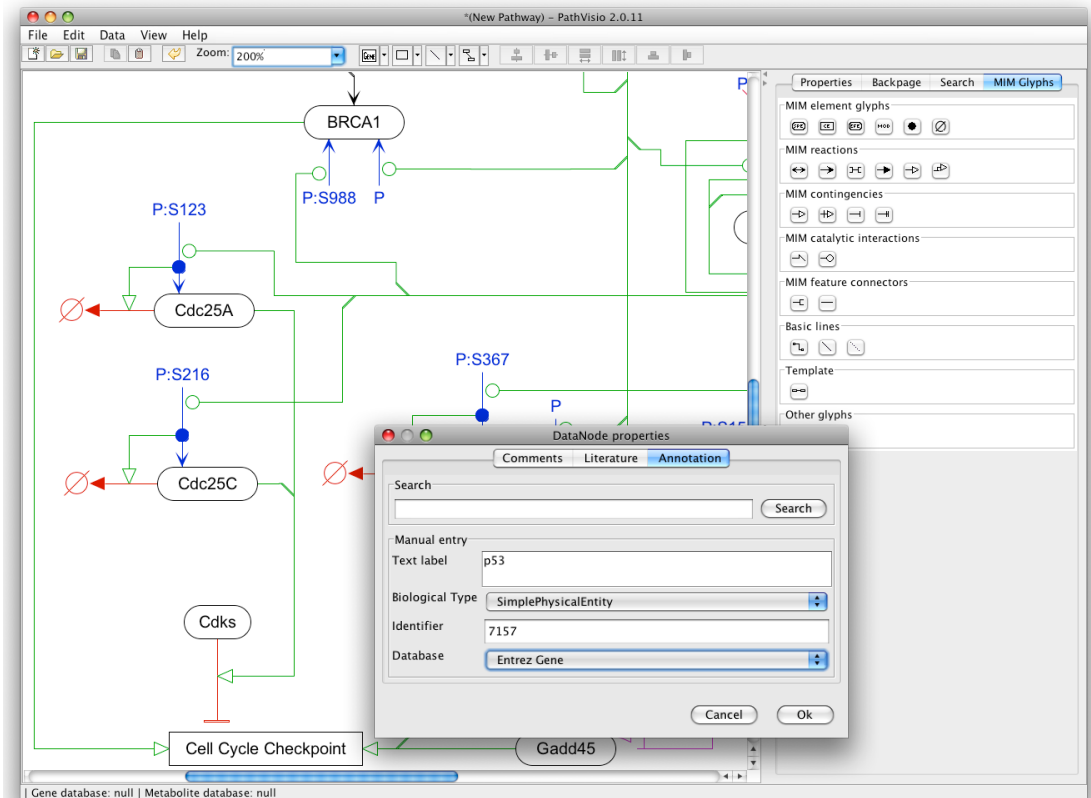 *(New Pathway) – PathVisio 2.0.11
File Edit Data View Help
Zoom: 200%
Properties Backpage Search MIM Glyphs
MIM element glyphs
MIM reactions
MIM contingencies
MIM catalytic interactions
MIM feature connectors
Basic lines
Template
Other glyphs
P
BRCA1
P:S988 P
P:S123
Cdc25A
P:S216
P:S367
P
P:S15
Cdc25C
Cdks
Cell Cycle Checkpoint
Gadd45
DataNode properties
Comments Literature Annotation
Search
Search
Manual entry
Text label p53
Biological Type SimplePhysicalEntity
Identifier 7157
Database Entrez Gene
Cancel Ok
| Gene database: null | Metabolite database: null